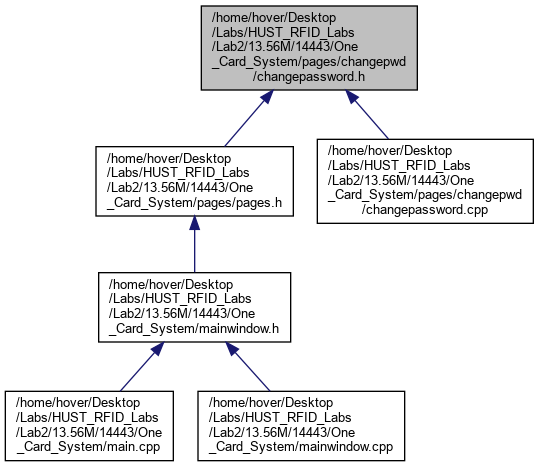 /home/hover/Desktop
/Labs/HUST_RFID_Labs
/Lab2/13.56M/14443/One
_Card_System/pages/changepwd
/changepassword.h
/home/hover/Desktop
/Labs/HUST_RFID_Labs
/Lab2/13.56M/14443/One
_Card_System/pages/pages.h
/home/hover/Desktop
/Labs/HUST_RFID_Labs
/Lab2/13.56M/14443/One
_Card_System/pages/changepwd
/changepassword.cpp
/home/hover/Desktop
/Labs/HUST_RFID_Labs
/Lab2/13.56M/14443/One
_Card_System/mainwindow.h
/home/hover/Desktop
/Labs/HUST_RFID_Labs
/Lab2/13.56M/14443/One
_Card_System/main.cpp
/home/hover/Desktop
/Labs/HUST_RFID_Labs
/Lab2/13.56M/14443/One
_Card_System/mainwindow.cpp